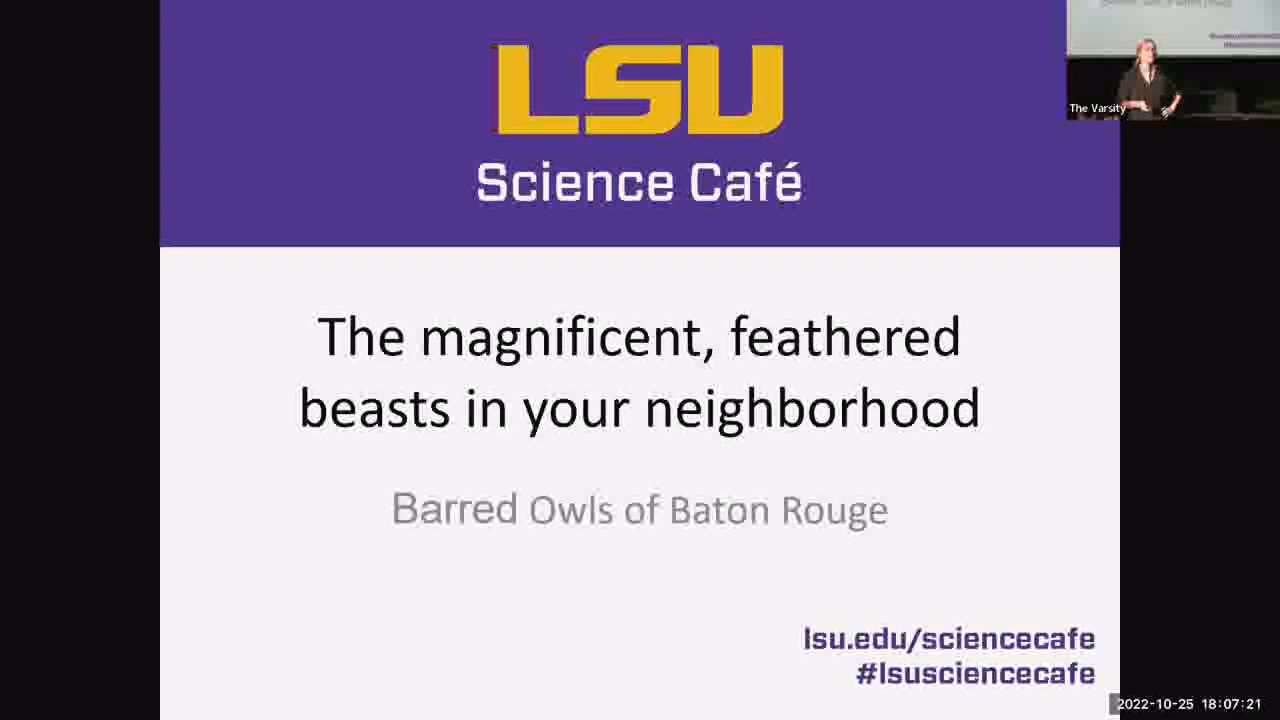 LSU
Science Café
The magnificent, feathered
beasts in your neighborhood
Barred Owls of Baton Rouge
lsu.edu/sciencecafe
#lsusciencecafe
The Varsity
2022-10-25 18:07:21